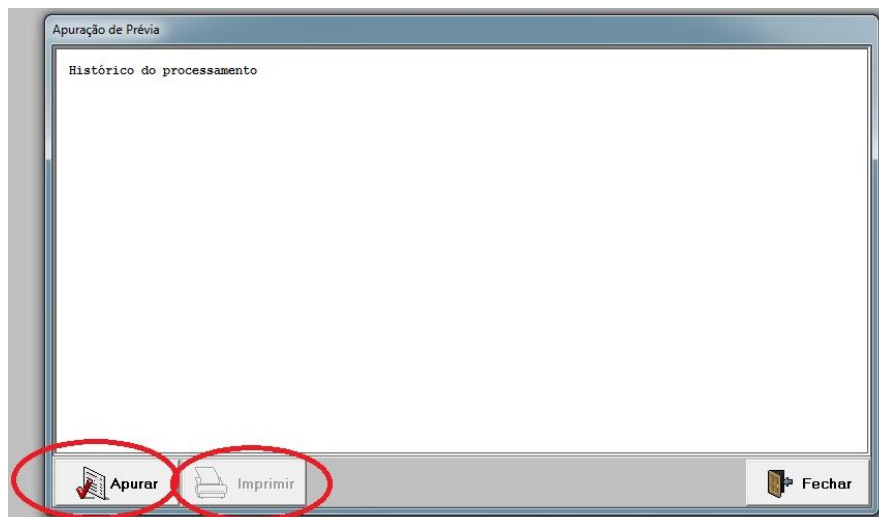 Apuração de Prévia
Histórico do processamento
Apurar
Imprimir
Fechar